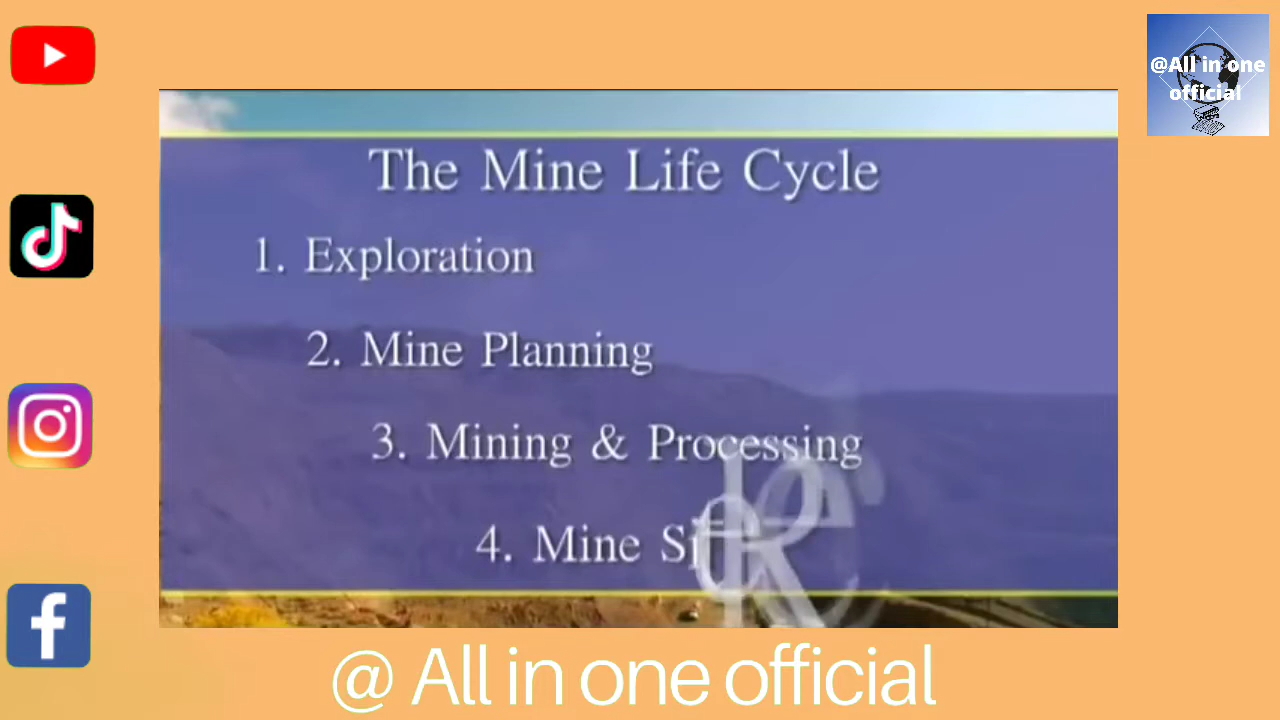 @All in one
official
The Mine Life Cycle
1. Exploration
2. Mine Planning
3. Mining & Processing
4. Mine
@ All in one official